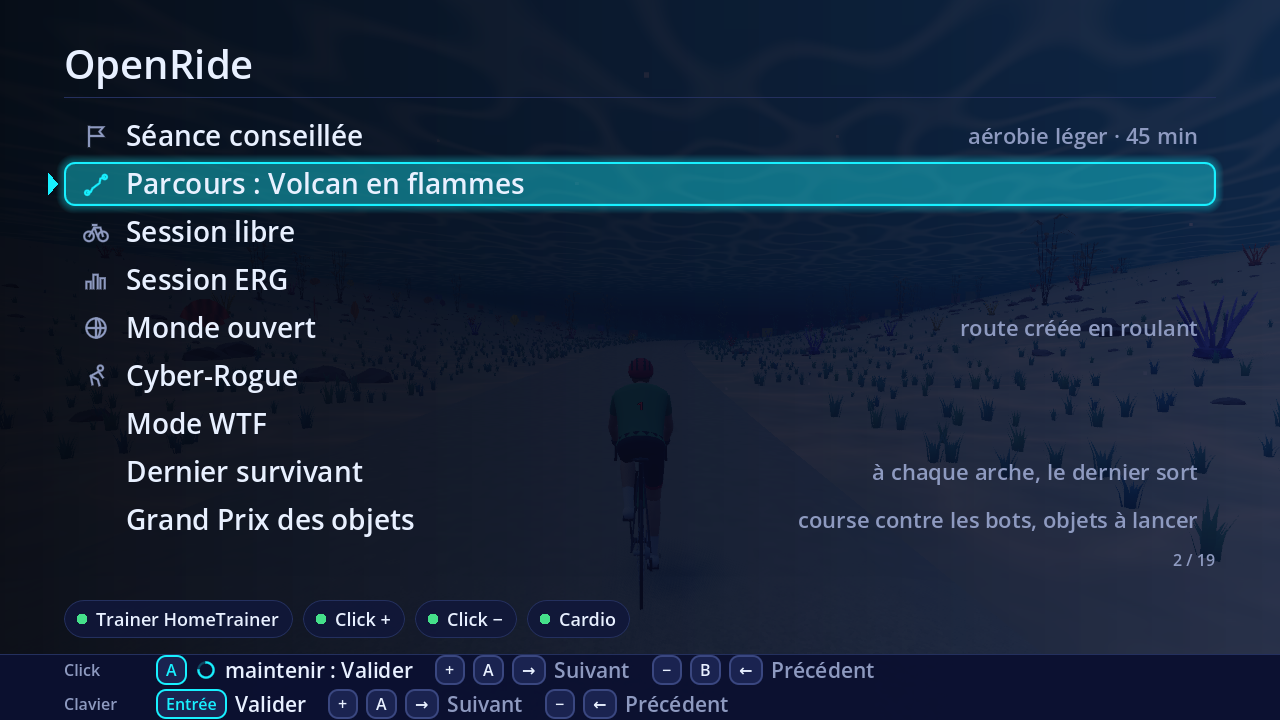 OpenRide
Séance conseillée aérobie léger · 45 min
Parcours : Volcan en flammes
Session libre
Session ERG
Monde ouvert route créée en roulant
Cyber-Rogue
Mode WTF
Dernier survivant à chaque arche, le dernier sort
Grand Prix des objets course contre les bots, objets à lancer
2 / 19
Trainer HomeTrainer Click + Click − Cardio
Click A maintenir : Valider + A → Suivant − B ← Précédent
Clavier Entrée Valider + A → Suivant − ← Précédent